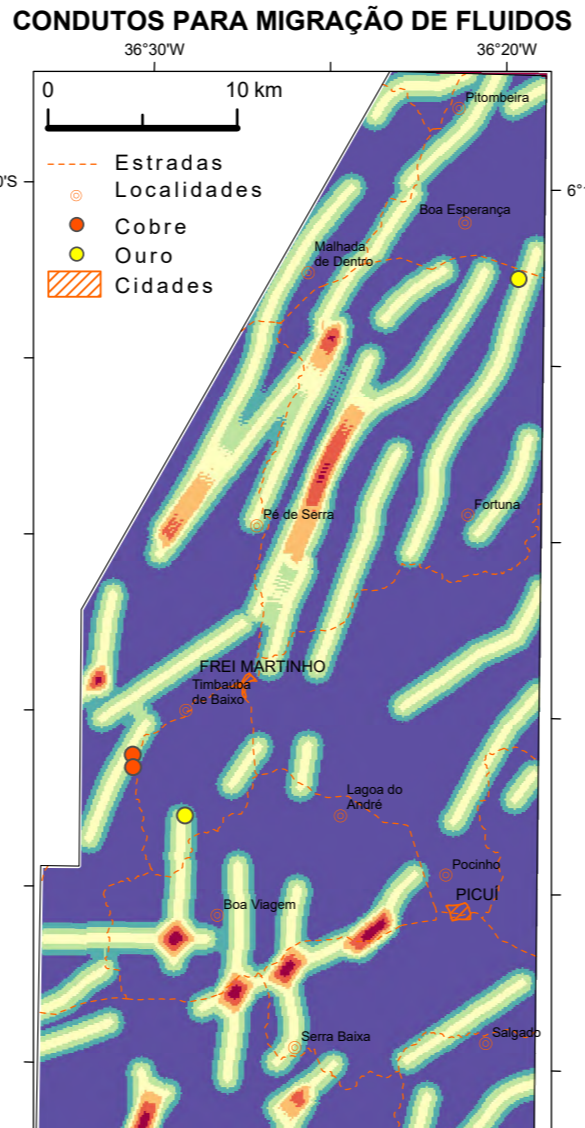 CONDUTOS PARA MIGRAÇÃO DE FLUIDOS
36°30'W 36°20'W
0 10 km
Estradas
Localidades
Cobre
Ouro
Cidades
0'S
6°
Pitombeira
Boa Esperança
Malhada
de Dentro
Pé de Serra
Fortuna
FREI MARTINHO
Timbaúba
de Baixo
Lagoa do
André
Pocinho
PICUÍ
Boa Viagem
Serra Baixa
Salgado